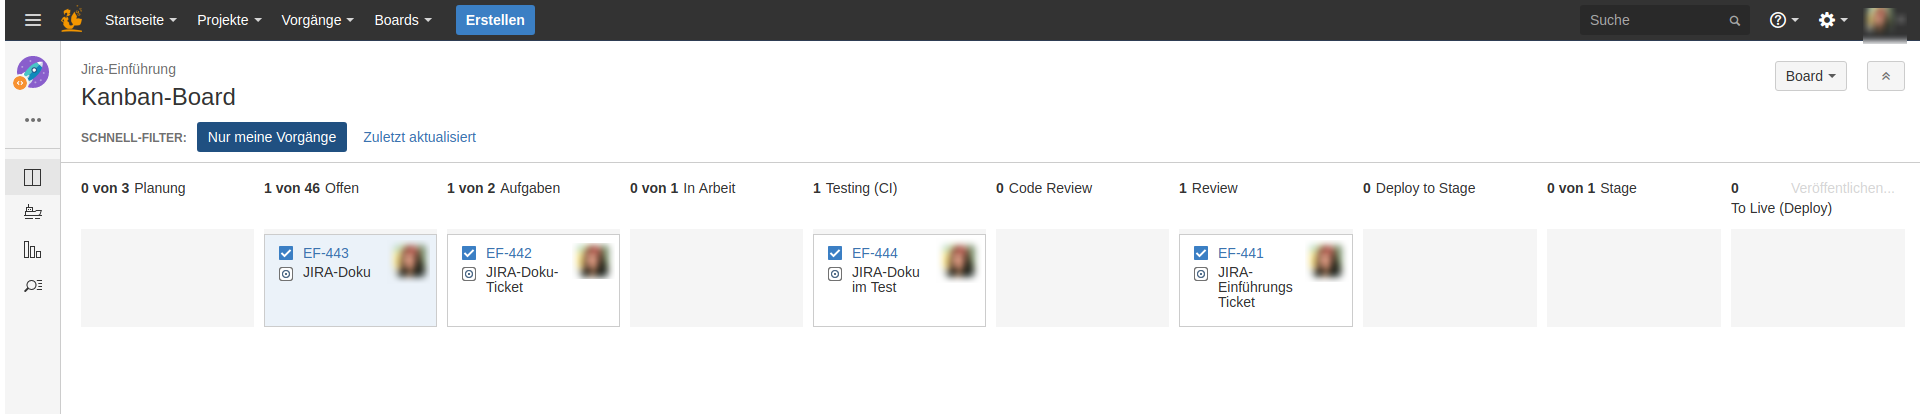 Startseite Projekte Vorgänge Boards Erstellen Suche
Jira-Einführung
Kanban-Board
Board
SCHNELL-FILTER: Nur meine Vorgänge Zuletzt aktualisiert
0 von 3 Planung 1 von 46 Offen 1 von 2 Aufgaben 0 von 1 In Arbeit 1 Testing (CI) 0 Code Review 1 Review 0 Deploy to Stage 0 von 1 Stage 0 Veröffentlichen...
To Live (Deploy)
EF-443
JIRA-Doku
EF-442
JIRA-Doku-
Ticket
EF-444
JIRA-Doku
im Test
EF-441
JIRA-
Einführungs
Ticket